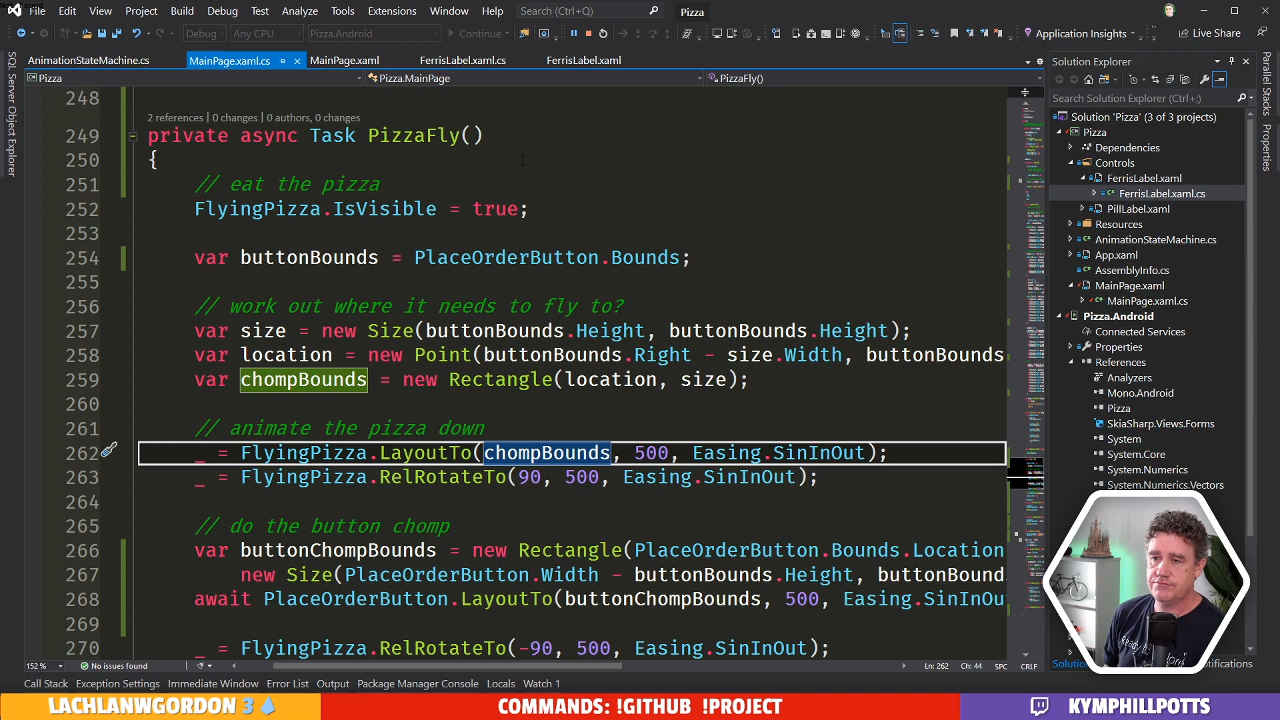 File Edit View Git Project Build Debug Test Analyze Tools Extensions Window Help Search (Ctrl+Q) Pizza
Debug Any CPU Pizza.Android Continue Application Insights Live Share
AnimationStateMachine.cs MainPage.xaml.cs MainPage.xaml FerrisLabel.xaml.cs FerrisLabel.xaml
Pizza Pizza.MainPage PizzaFly()
SQL Server Object Explorer
248
2 references | 0 changes | 0 authors, 0 changes
249 private async Task PizzaFly()
250 {
251 // eat the pizza
252 FlyingPizza.IsVisible = true;
253
254 var buttonBounds = PlaceOrderButton.Bounds;
255
256 // work out where it needs to fly to?
257 var size = new Size(buttonBounds.Height, buttonBounds.Height);
258 var location = new Point(buttonBounds.Right - size.Width, buttonBounds
259 var chompBounds = new Rectangle(location, size);
260
261 // animate the pizza down
262 _ = FlyingPizza.LayoutTo(chompBounds, 500, Easing.SinInOut);
263 _ = FlyingPizza.RelRotateTo(90, 500, Easing.SinInOut);
264
265 // do the button chomp
266 var buttonChompBounds = new Rectangle(PlaceOrderButton.Bounds.Location
267 new Size(PlaceOrderButton.Width - buttonBounds.Height, buttonBound
268 await PlaceOrderButton.LayoutTo(buttonChompBounds, 500, Easing.SinInOu
269
_ = FlyingPizza.RelRotateTo(-90, 500, Easing.SinInOut);
152 % No issues found Ln: 262 Ch: 44 SPC CRLF
Call Stack Exception Settings Immediate Window Error List Output Package Manager Console Locals Watch 1
Solution Explorer
Search Solution Explorer (Ctrl+;)
Solution 'Pizza' (3 of 3 projects)
Pizza
Dependencies
Controls
FerrisLabel.xaml
FerrisLabel.xaml.cs
PillLabel.xaml
Resources
AnimationStateMachine.cs
App.xaml
AssemblyInfo.cs
MainPage.xaml
MainPage.xaml.cs
Pizza.Android
Connected Services
Properties
References
Analyzers
Mono.Android
Pizza
SkiaSharp.Views.Forms
System
System.Core
System.Numerics
System.Numerics.Vectors
Parallel Stacks
Properties
LACHLANWGORDON 3
COMMANDS: !GITHUB !PROJECT
KYMPHILLPOTTS